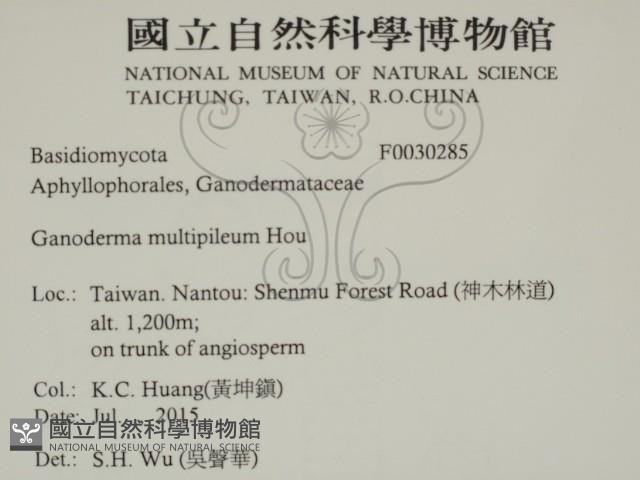 國立自然科學博物館
NATIONAL MUSEUM OF NATURAL SCIENCE
TAICHUNG, TAIWAN, R.O.CHINA
Basidiomycota F0030285
Aphyllophorales, Ganodermataceae
Ganoderma multipileum Hou
Loc.: Taiwan. Nantou: Shenmu Forest Road (神木林道)
alt. 1,200m;
on trunk of angiosperm
Col.: K.C. Huang(黃坤鎭)
Date: Jul. 2015
國立自然科學博物館
NATIONAL MUSEUM OF NATURAL SCIENCE
Det.: S.H. Wu (吳聲華)